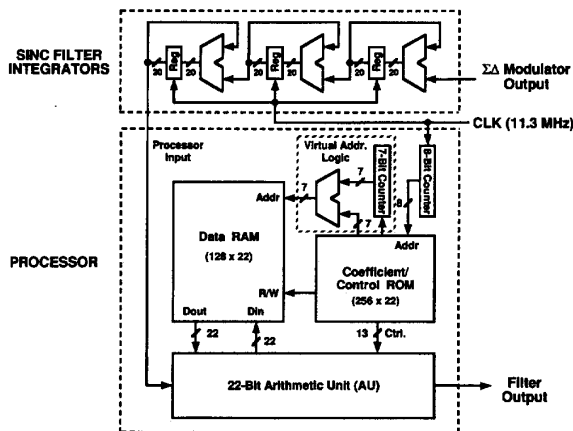 SINC FILTER
INTEGRATORS
Reg
Reg
Reg
20
20
20
20
20
20
ΣΔ Modulator
Output
CLK (11.3 MHz)
Processor
Input
Virtual Addr.
Logic
7-Bit Counter
8-Bit Counter
7
7
7
8
Addr
Data RAM
(128 x 22)
Addr
Coefficient/
Control ROM
(256 x 22)
PROCESSOR
R/W
Dout
Din
22
22
13
Ctrl.
22-Bit Arithmetic Unit (AU)
Filter
Output